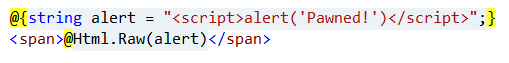 @{string alert = "<script>alert('Pawned!')</script>";}
<span>@Html.Raw(alert)</span>